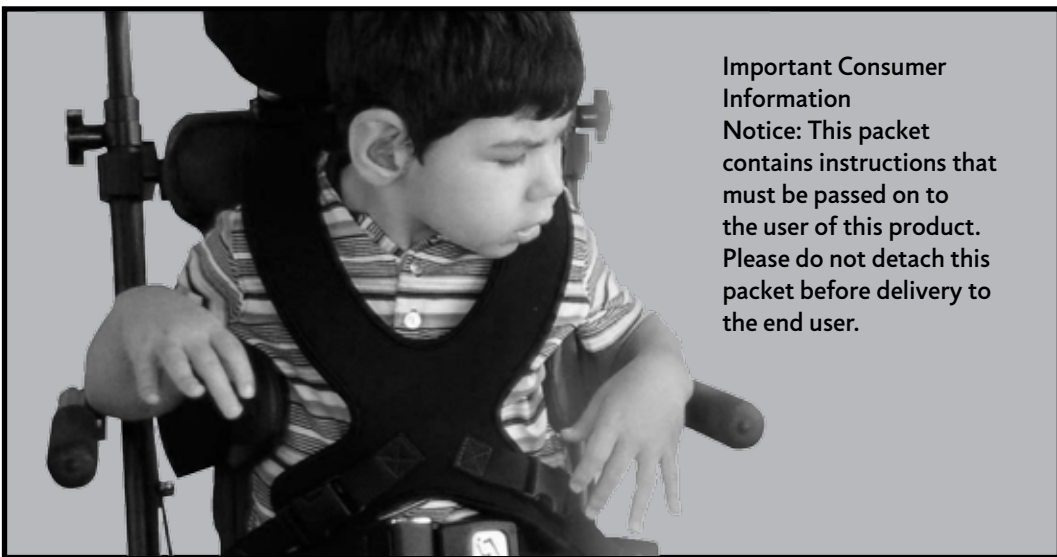 Important Consumer
Information
Notice: This packet
contains instructions that
must be passed on to
the user of this product.
Please do not detach this
packet before delivery to
the end user.